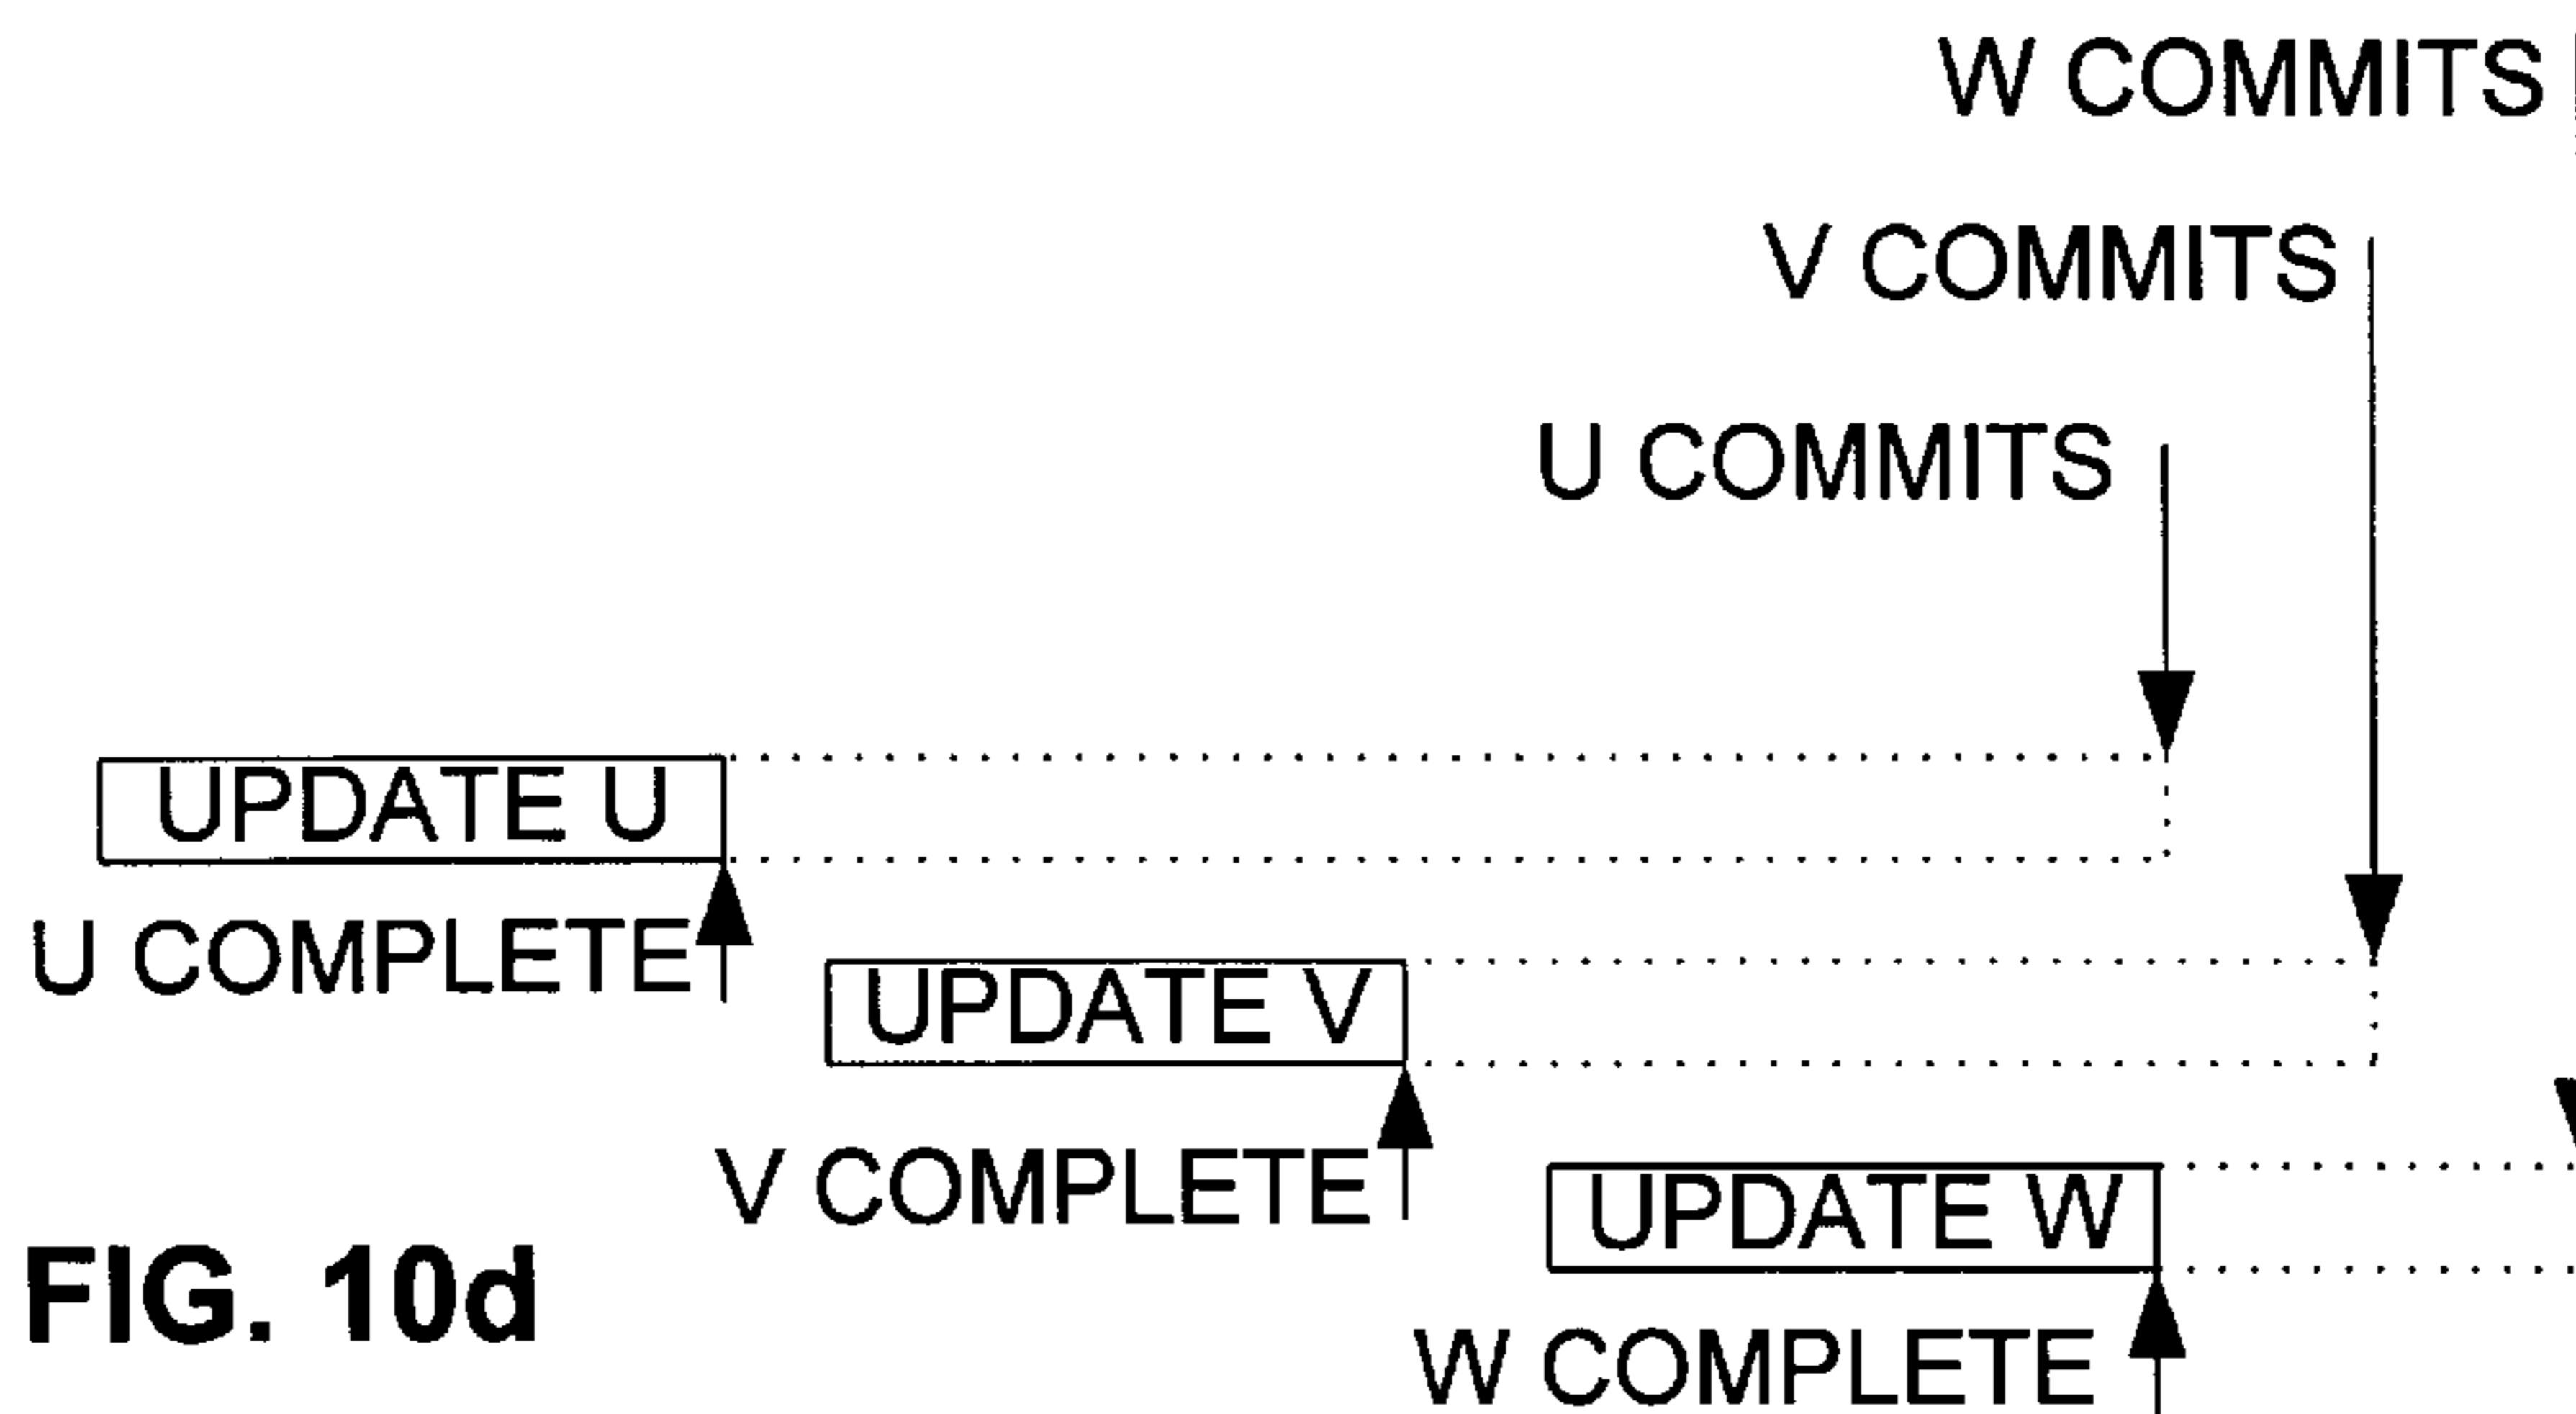 W COMMITS
V COMMITS
U COMMITS
UPDATE U
U COMPLETE
UPDATE V
V COMPLETE
UPDATE W
FIG. 10d
W COMPLETE